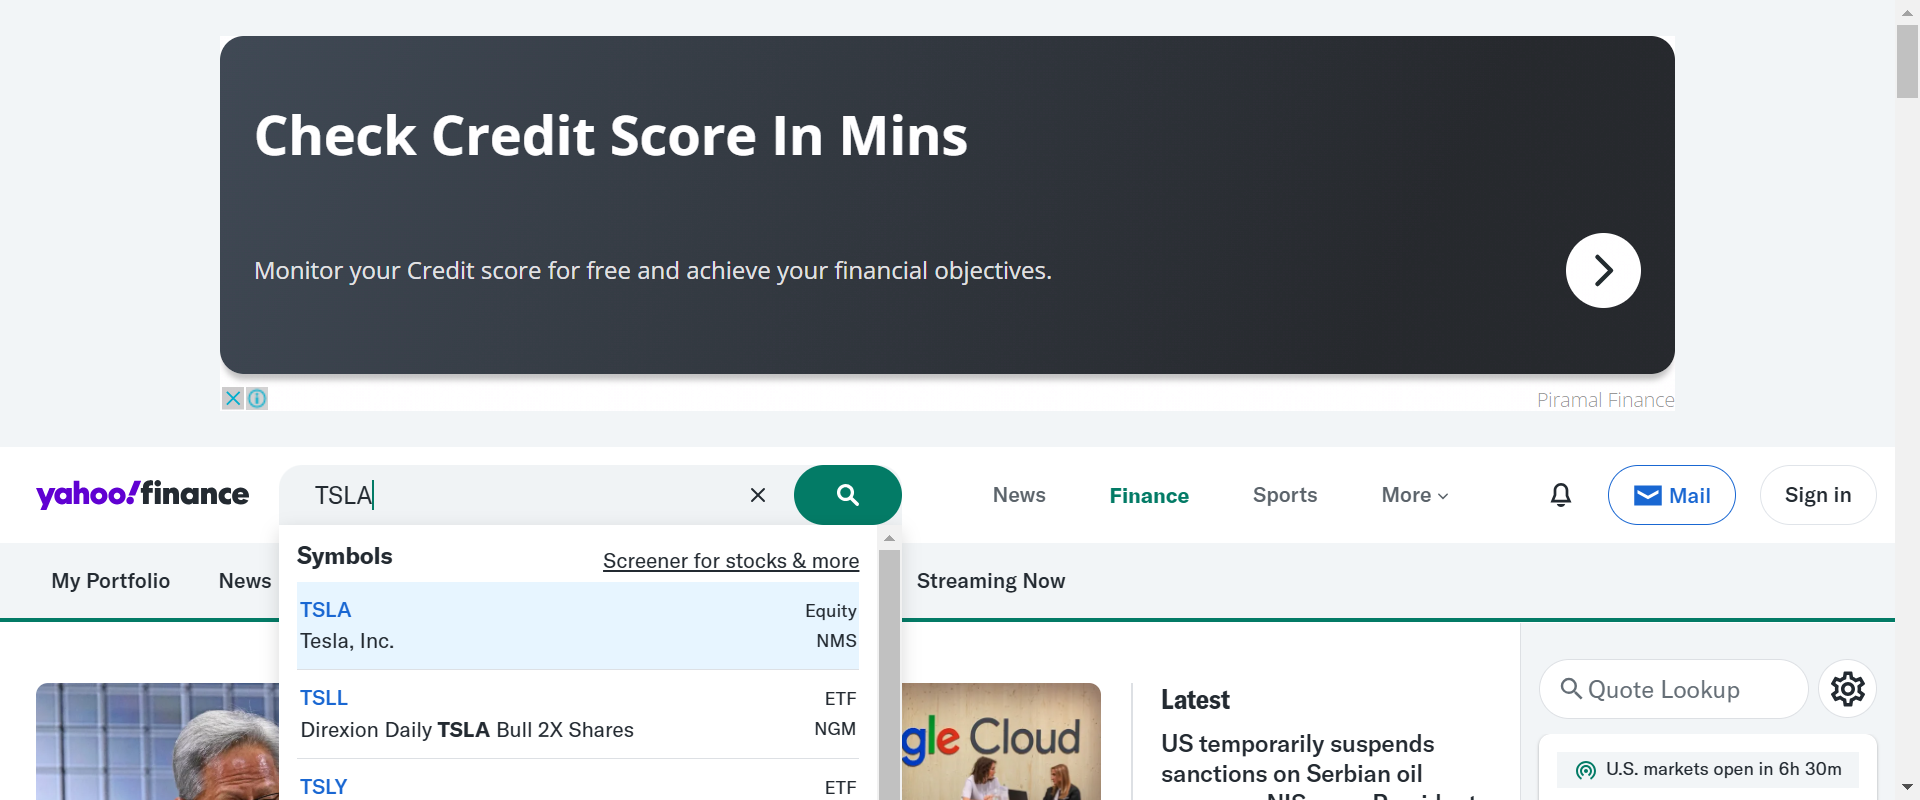 Check Credit Score In Mins
Monitor your Credit score for free and achieve your financial objectives.
Piramal Finance
yahoo!finance
TSLA
News
Finance
Sports
More
Mail
Sign in
My Portfolio
News
Streaming Now
Symbols
Screener for stocks & more
TSLA
Equity
Tesla, Inc.
NMS
TSLL
ETF
Direxion Daily TSLA Bull 2X Shares
NGM
TSLY
ETF
gle Cloud
Latest
US temporarily suspends
sanctions on Serbian oil
Quote Lookup
U.S. markets open in 6h 30m